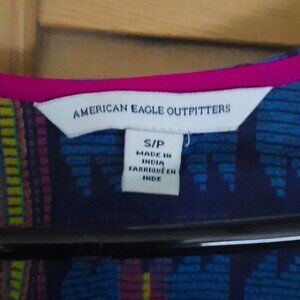 AMERICAN EAGLE OUTFITTERS
S/P
MADE IN
INDIA
FABRIQUÉ EN
INDE